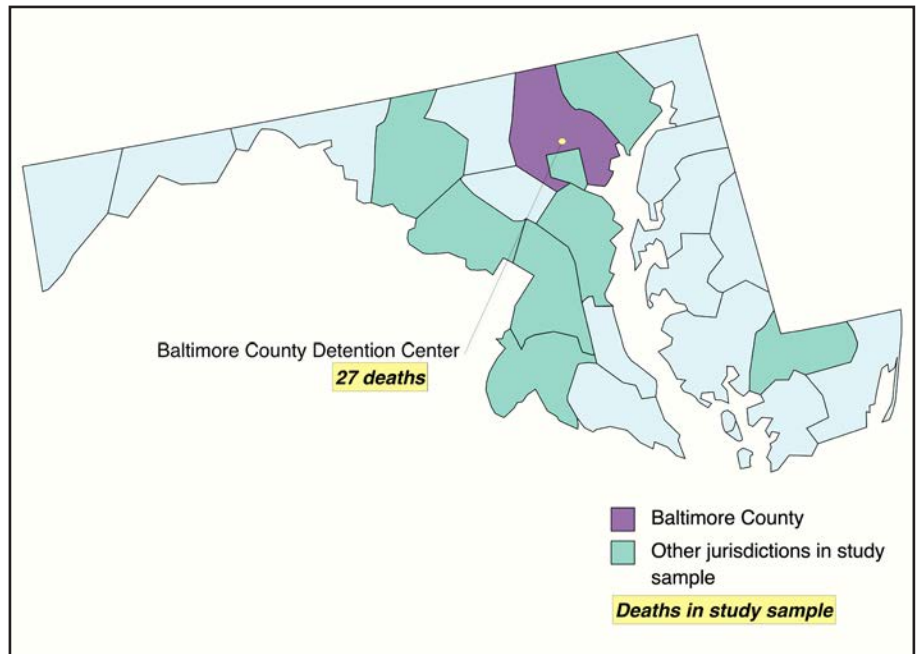 Baltimore County Detention Center
27 deaths
Baltimore County
Other jurisdictions in study
sample
Deaths in study sample